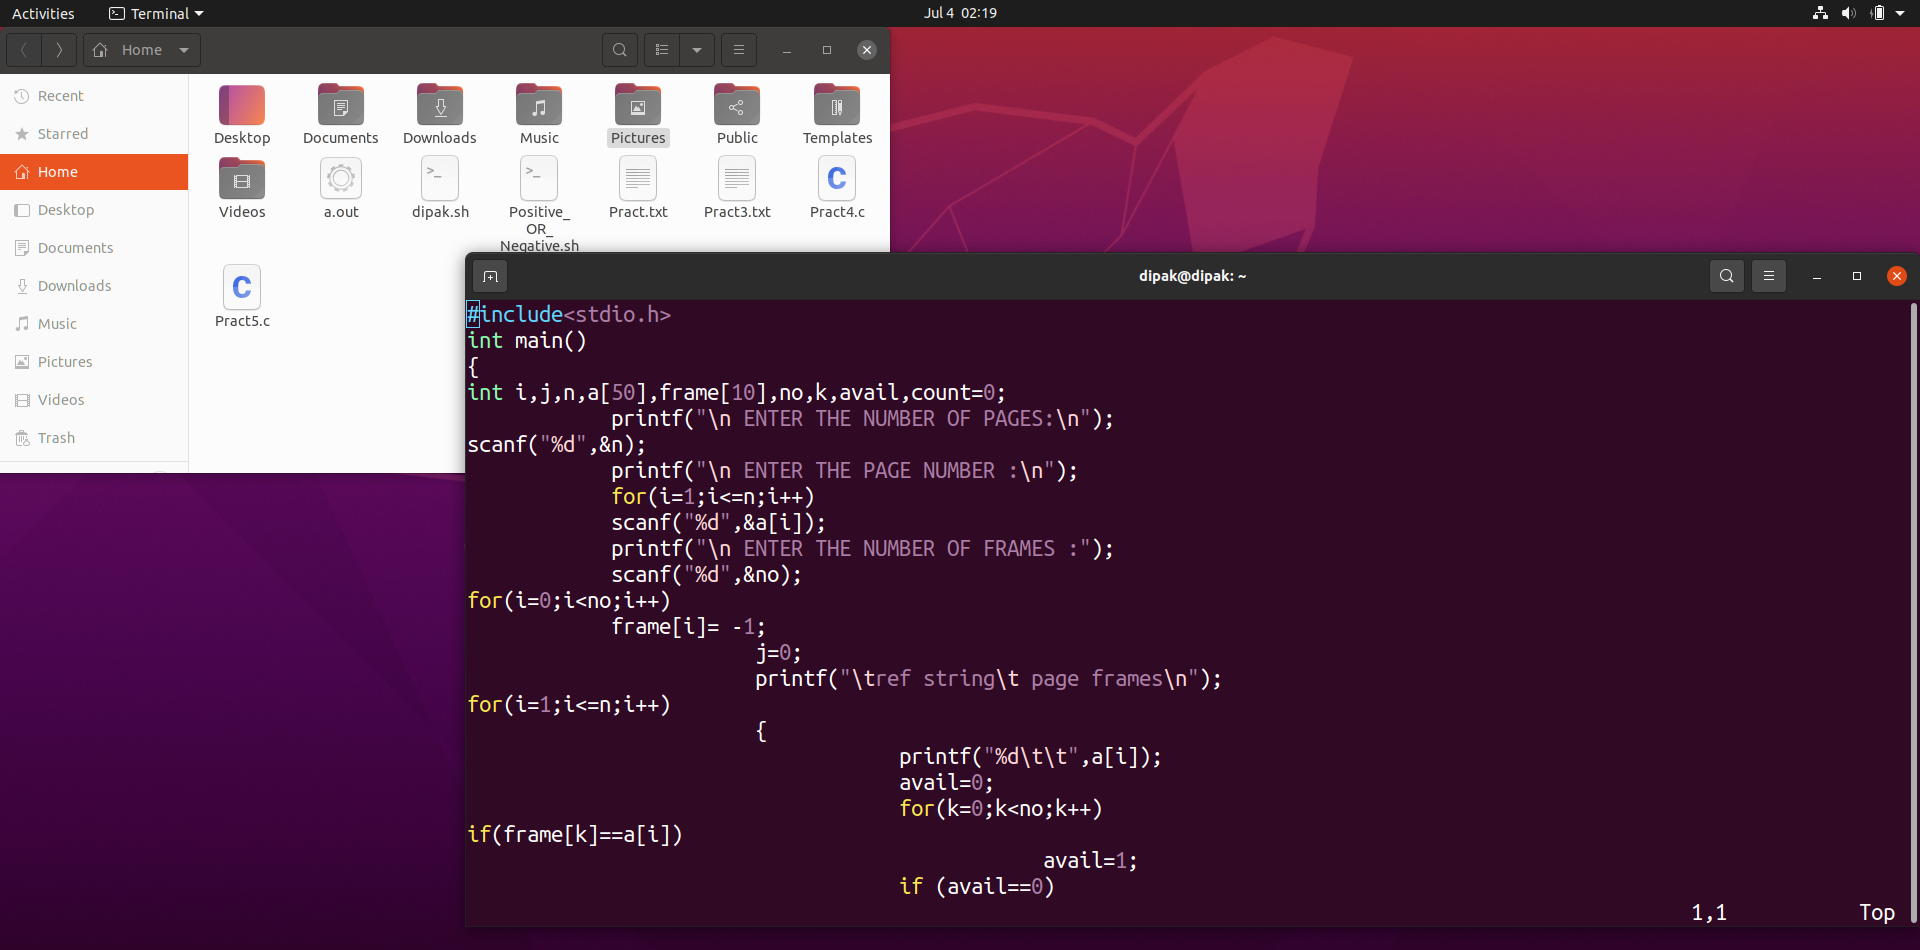 Activities
Terminal
Jul 4 02:19
Home
Recent
Starred
Home
Desktop
Documents
Downloads
Music
Pictures
Videos
Trash
Desktop
Documents
Downloads
Music
Pictures
Public
Templates
Videos
a.out
>_
dipak.sh
>_
Positive_
OR_
Negative.sh
Pract.txt
Pract3.txt
C
Pract4.c
C
Pract5.c
dipak@dipak: ~
#include<stdio.h>
int main()
{
int i,j,n,a[50],frame[10],no,k,avail,count=0;
            printf("\n ENTER THE NUMBER OF PAGES:\n");
scanf("%d",&n);
            printf("\n ENTER THE PAGE NUMBER :\n");
            for(i=1;i<=n;i++)
            scanf("%d",&a[i]);
            printf("\n ENTER THE NUMBER OF FRAMES :");
            scanf("%d",&no);
for(i=0;i<no;i++)
            frame[i]= -1;
                        j=0;
                        printf("\tref string\t page frames\n");
for(i=1;i<=n;i++)
                        {
                                    printf("%d\t\t",a[i]);
                                    avail=0;
                                    for(k=0;k<no;k++)
if(frame[k]==a[i])
                                                avail=1;
                                    if (avail==0)
1,1
Top